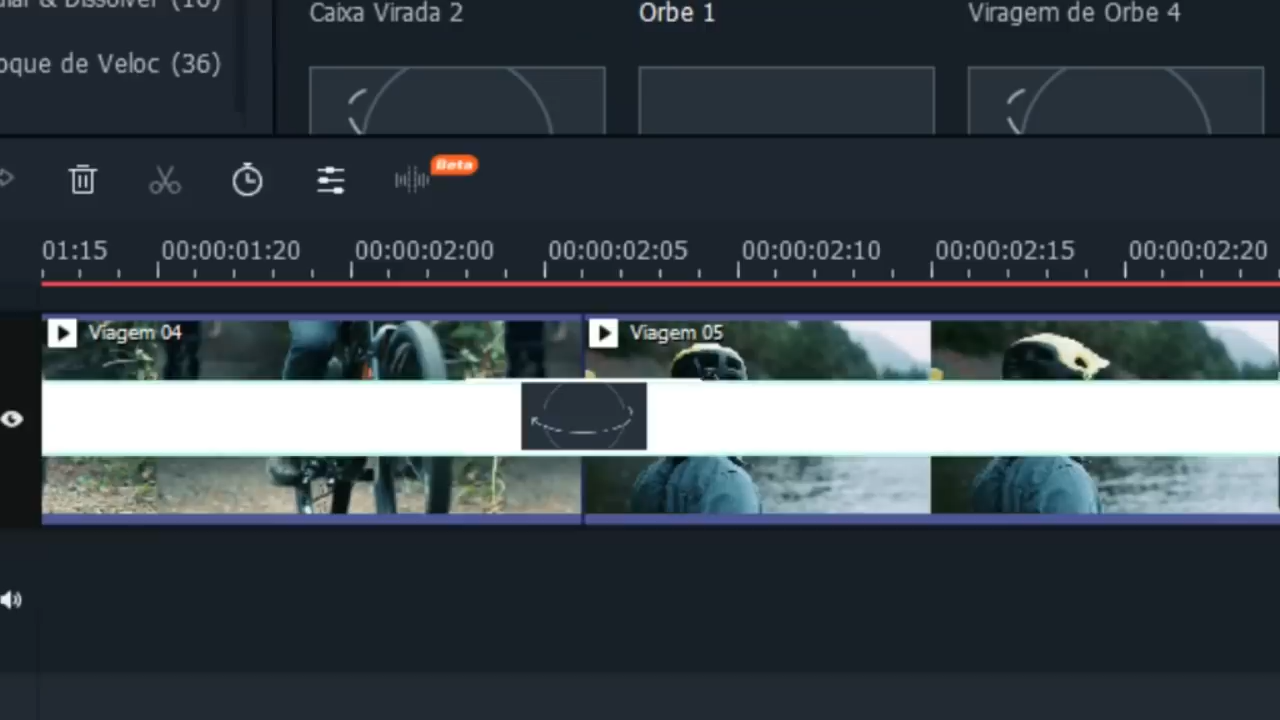 Caixa Virada 2
Orbe 1
Viragem de Orbe 4
& Dissolver (16)
de Veloc (36)
Beta
01:15
00:00:01:20
00:00:02:00
00:00:02:05
00:00:02:10
00:00:02:15
00:00:02:20
Viagem 04
Viagem 05